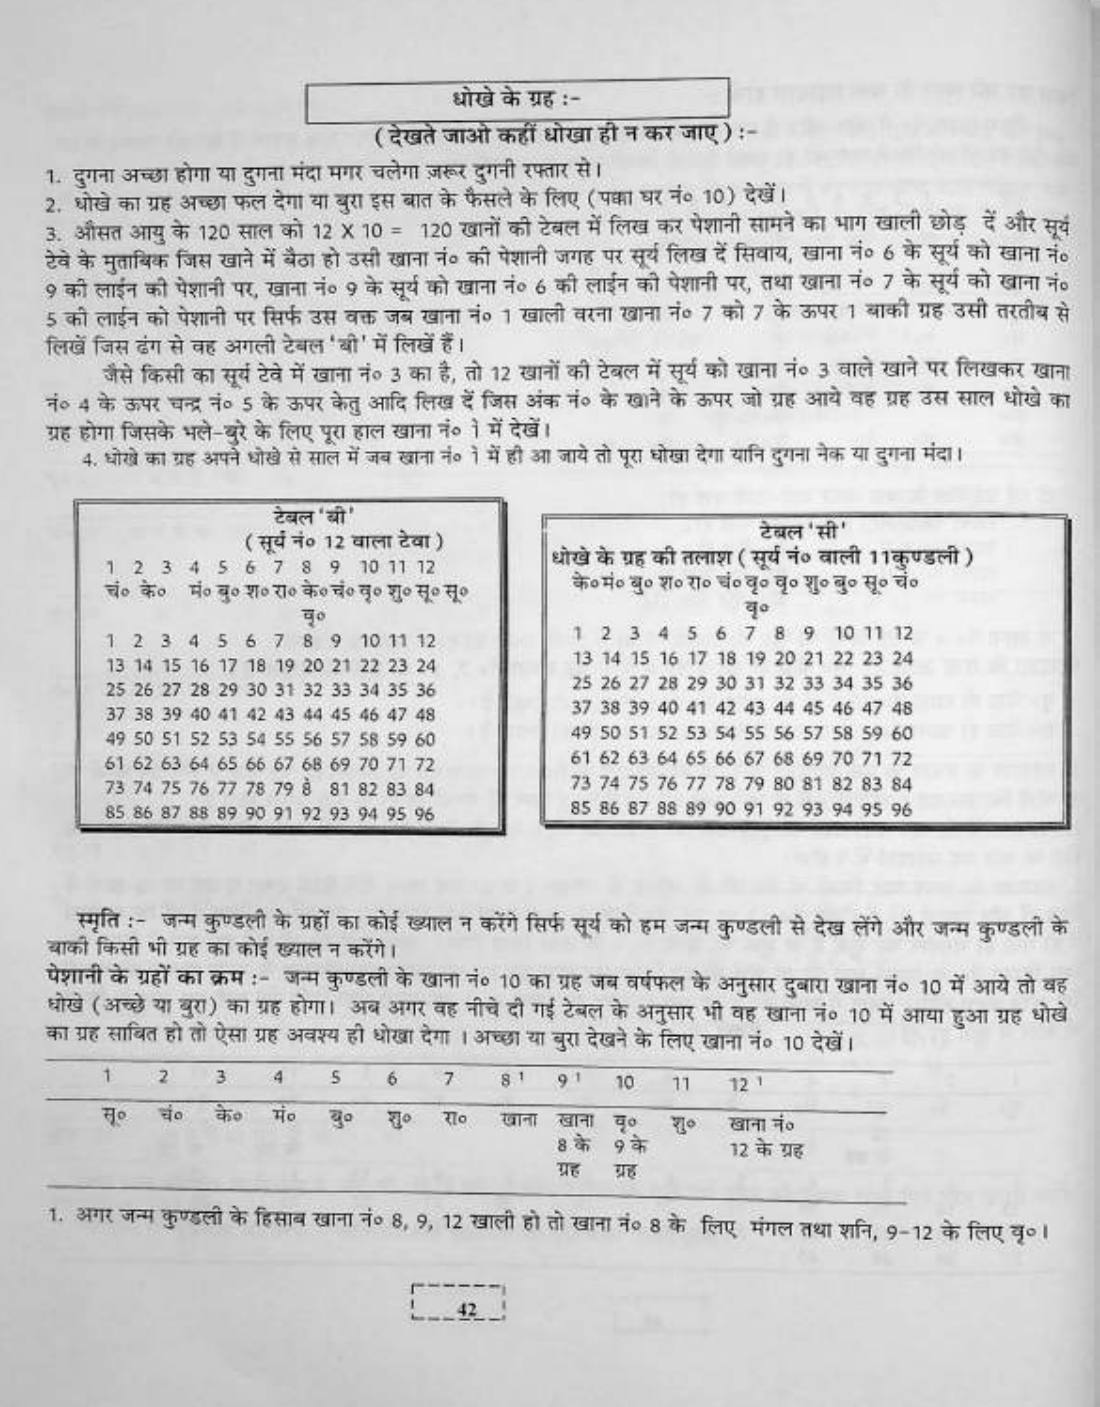 धोखे के ग्रह :-
( देखते जाओ कहीं धोखा ही न कर जाए ) :-
1. दुगना अच्छा होगा या दुगना मंदा मगर चलेगा ज़रूर दुगनी रफ्तार से।
2. धोखे का ग्रह अच्छा फल देगा या बुरा इस बात के फैसले के लिए (पक्का घर नं० 10) देखें।
3. औसत आयु के 120 साल को 12 X 10 = 120 खानों की टेबल में लिख कर पेशानी सामने का भाग खाली छोड़ दें और सूर्य
टेवे के मुताबिक जिस खाने में बैठा हो उसी खाना नं० की पेशानी जगह पर सूर्य लिख दें सिवाय, खाना नं० 6 के सूर्य को खाना नं०
9 की लाईन की पेशानी पर, खाना नं० 9 के सूर्य को खाना नं० 6 की लाईन की पेशानी पर, तथा खाना नं० 7 के सूर्य को खाना नं०
5 की लाईन को पेशानी पर सिर्फ उस वक्त जब खाना नं० 1 खाली वरना खाना नं० 7 को 7 के ऊपर 1 बाकी ग्रह उसी तरतीब से
लिखें जिस ढंग से वह अगली टेबल 'बी' में लिखें हैं।
जैसे किसी का सूर्य टेवे में खाना नं० 3 का है, तो 12 खानों की टेबल में सूर्य को खाना नं० 3 वाले खाने पर लिखकर खाना
नं० 4 के ऊपर चन्द्र नं० 5 के ऊपर केतु आदि लिख दें जिस अंक नं० के खाने के ऊपर जो ग्रह आये वह ग्रह उस साल धोखे का
ग्रह होगा जिसके भले-बुरे के लिए पूरा हाल खाना नं० में देखें।
4. धोखे का ग्रह अपने धोखे से साल में जब खाना नं० में ही आ जाये तो पूरा धोखा देगा यानि दुगना नेक या दुगना मंदा।
टेबल 'बी'
( सूर्य नं० 12 वाला टेवा )
1 2 3 4 5 6 7 8 9 10 11 12
चं० के० मं० बु० श० रा० के० चं० वृ० शु० सू० सू०
वृ०
1 2 3 4 5 6 7 8 9 10 11 12
13 14 15 16 17 18 19 20 21 22 23 24
25 26 27 28 29 30 31 32 33 34 35 36
37 38 39 40 41 42 43 44 45 46 47 48
49 50 51 52 53 54 55 56 57 58 59 60
61 62 63 64 65 66 67 68 69 70 71 72
73 74 75 76 77 78 79 8 81 82 83 84
85 86 87 88 89 90 91 92 93 94 95 96
टेबल 'सी'
धोखे के ग्रह की तलाश ( सूर्य नं० वाली 11कुण्डली )
के० मं० बु० श० रा० चं० वृ० वृ० शु० बु० सू० चं०
वृ०
1 2 3 4 5 6 7 8 9 10 11 12
13 14 15 16 17 18 19 20 21 22 23 24
25 26 27 28 29 30 31 32 33 34 35 36
37 38 39 40 41 42 43 44 45 46 47 48
49 50 51 52 53 54 55 56 57 58 59 60
61 62 63 64 65 66 67 68 69 70 71 72
73 74 75 76 77 78 79 80 81 82 83 84
85 86 87 88 89 90 91 92 93 94 95 96
स्मृति :- जन्म कुण्डली के ग्रहों का कोई ख्याल न करेंगे सिर्फ सूर्य को हम जन्म कुण्डली से देख लेंगे और जन्म कुण्डली के
बाकी किसी भी ग्रह का कोई ख्याल न करेंगे।
पेशानी के ग्रहों का क्रम :- जन्म कुण्डली के खाना नं० 10 का ग्रह जब वर्षफल के अनुसार दुबारा खाना नं० 10 में आये तो वह
धोखे (अच्छे या बुरा) का ग्रह होगा। अब अगर वह नीचे दी गई टेबल के अनुसार भी वह खाना नं० 10 में आया हुआ ग्रह धोखे
का ग्रह साबित हो तो ऐसा ग्रह अवश्य ही धोखा देगा । अच्छा या बुरा देखने के लिए खाना नं० 10 देखें।
1 2 3 4 5 6 7 8 ¹ 9 ¹ 10 11 12 ¹
सू० चं० के० मं० बु० शु० रा० खाना खाना वृ० शु० खाना नं०
8 के 9 के 12 के ग्रह
ग्रह ग्रह
1. अगर जन्म कुण्डली के हिसाब खाना नं० 8, 9, 12 खाली हो तो खाना नं० 8 के लिए मंगल तथा शनि, 9-12 के लिए वृ०।
42